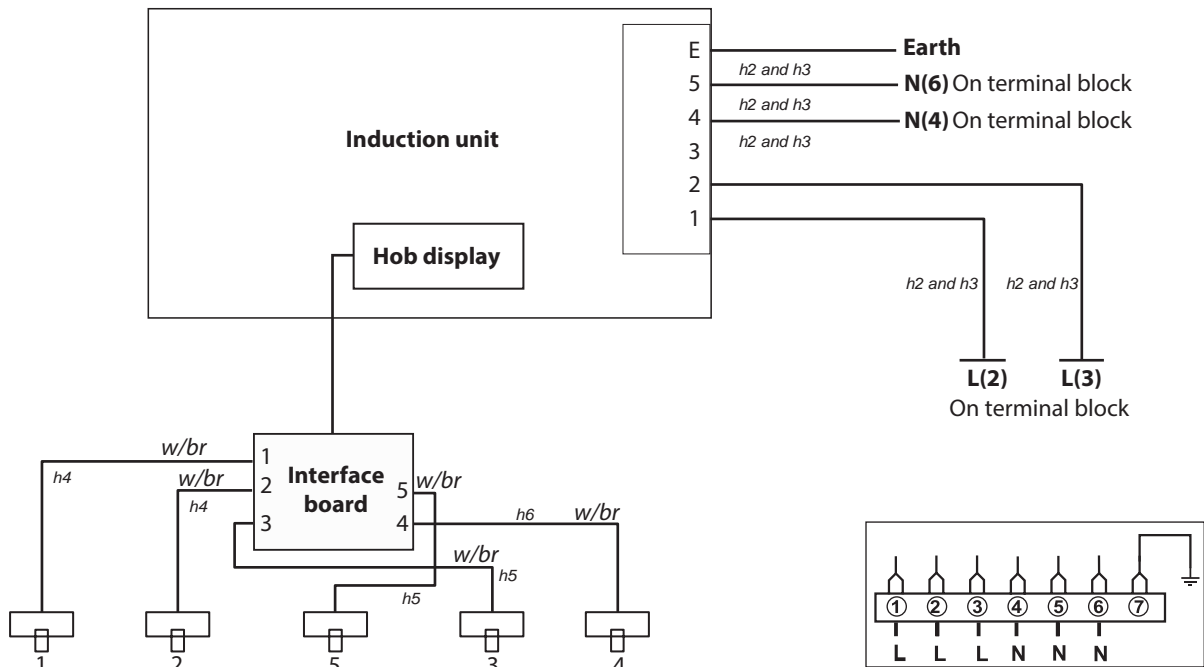 E
Earth
h2 and h3
5
N(6) On terminal block
h2 and h3
4
N(4) On terminal block
h2 and h3
Induction unit
3
2
1
Hob display
h2 and h3
h2 and h3
L(2)
L(3)
On terminal block
w/br
1
h4
Interface
board
w/br
2
h4
5
w/br
3
4
h6
w/br
w/br
h5
h5
1
2
5
3
4
1 2 3 4 5 6 7
L L L N N N